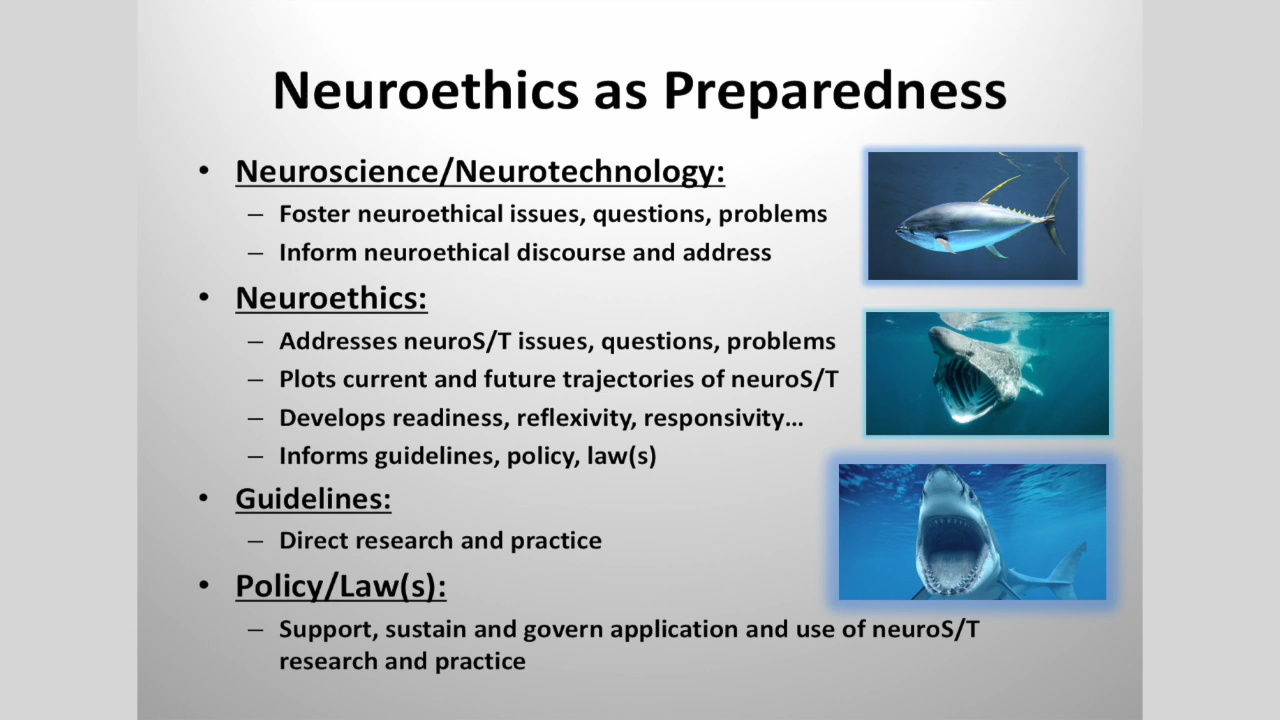 Neuroethics as Preparedness
• Neuroscience/Neurotechnology:
– Foster neuroethical issues, questions, problems
– Inform neuroethical discourse and address
• Neuroethics:
– Addresses neuroS/T issues, questions, problems
– Plots current and future trajectories of neuroS/T
– Develops readiness, reflexivity, responsivity…
– Informs guidelines, policy, law(s)
• Guidelines:
– Direct research and practice
• Policy/Law(s):
– Support, sustain and govern application and use of neuroS/T
research and practice